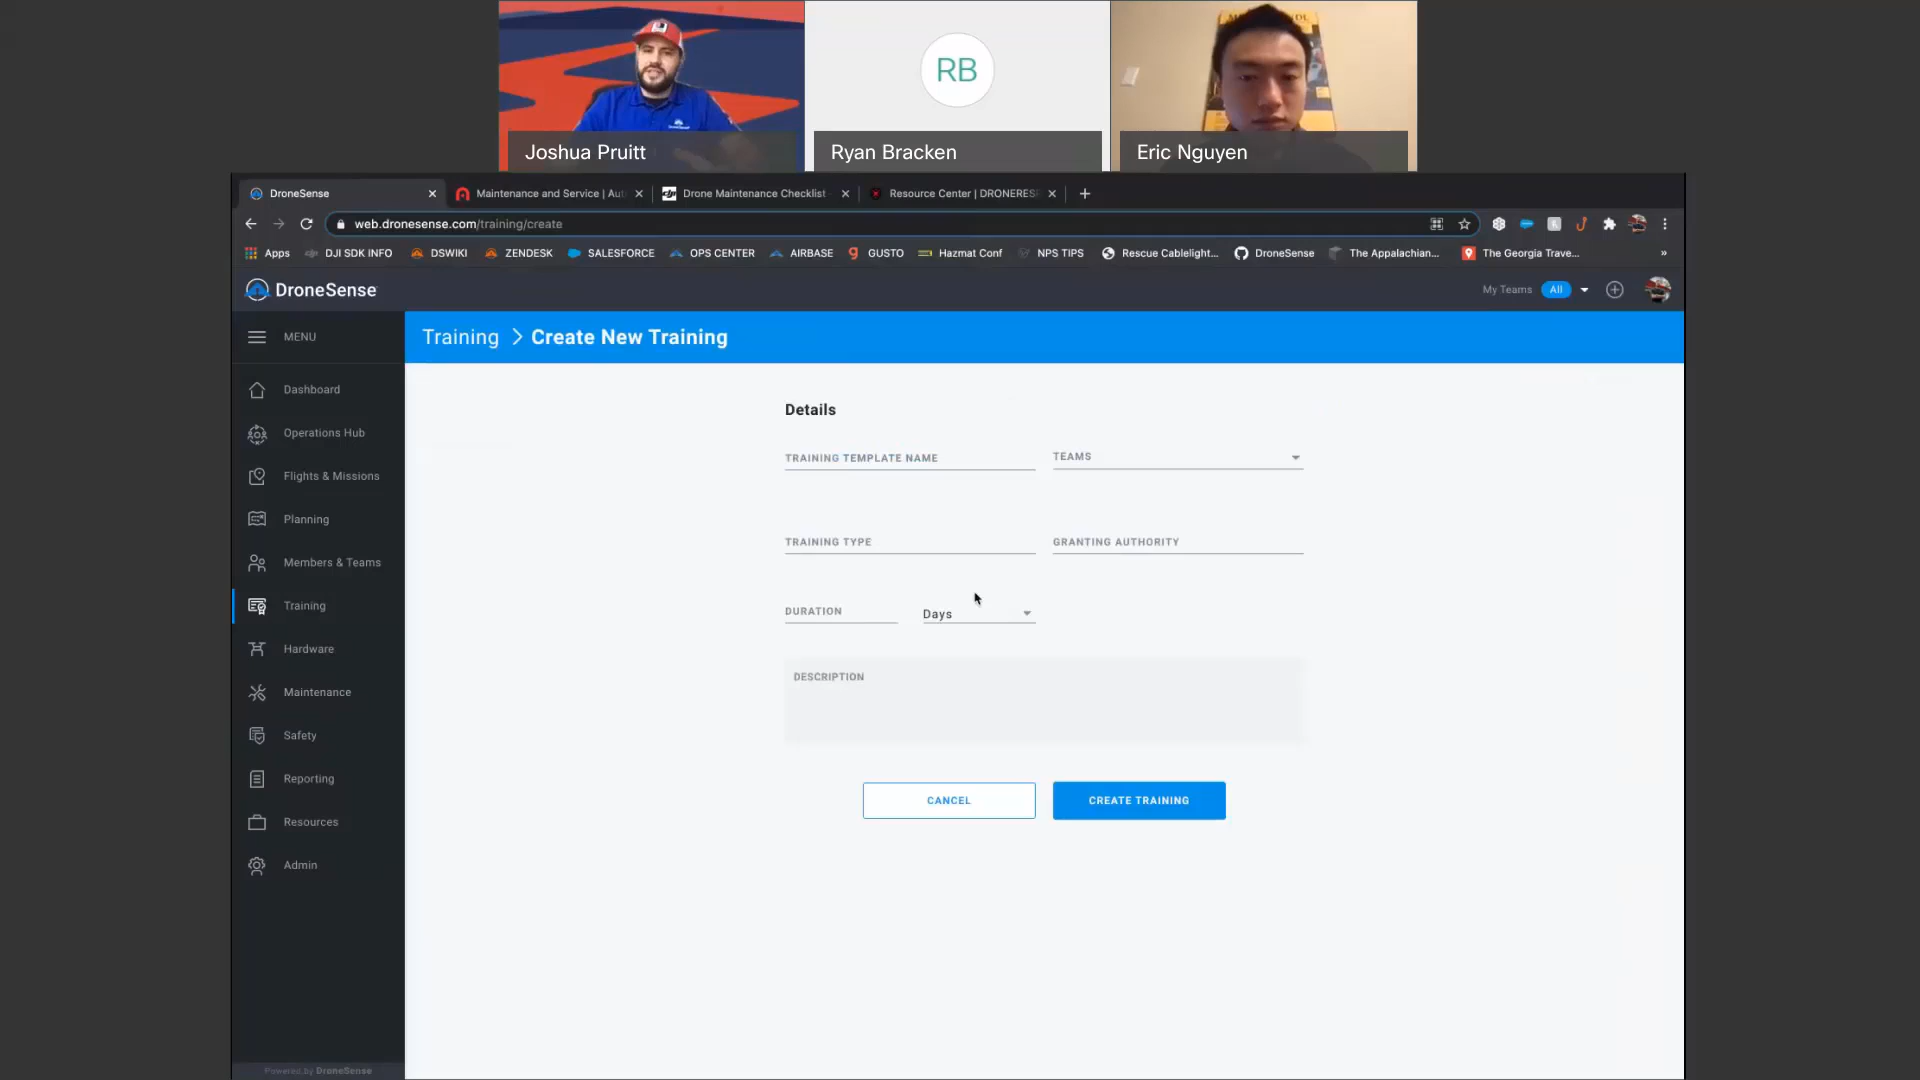 RB
Joshua Pruitt
Ryan Bracken
Eric Nguyen
DroneSense
Maintenance and Service | Aut
Drone Maintenance Checklist
Resource Center | DRONERES
web.dronesense.com/training/create
Apps
DJI SDK INFO
DSWIKI
ZENDESK
SALESFORCE
OPS CENTER
AIRBASE
GUSTO
Hazmat Conf
NPS TIPS
Rescue Cablelight...
DroneSense
The Appalachian...
The Georgia Trave...
»
DroneSense
My Teams
All
MENU
Training > Create New Training
Dashboard
Operations Hub
Flights & Missions
Planning
Members & Teams
Training
Hardware
Maintenance
Safety
Reporting
Resources
Admin
Powered by DroneSense
Details
TRAINING TEMPLATE NAME
TEAMS
TRAINING TYPE
GRANTING AUTHORITY
DURATION
Days
DESCRIPTION
CANCEL
CREATE TRAINING